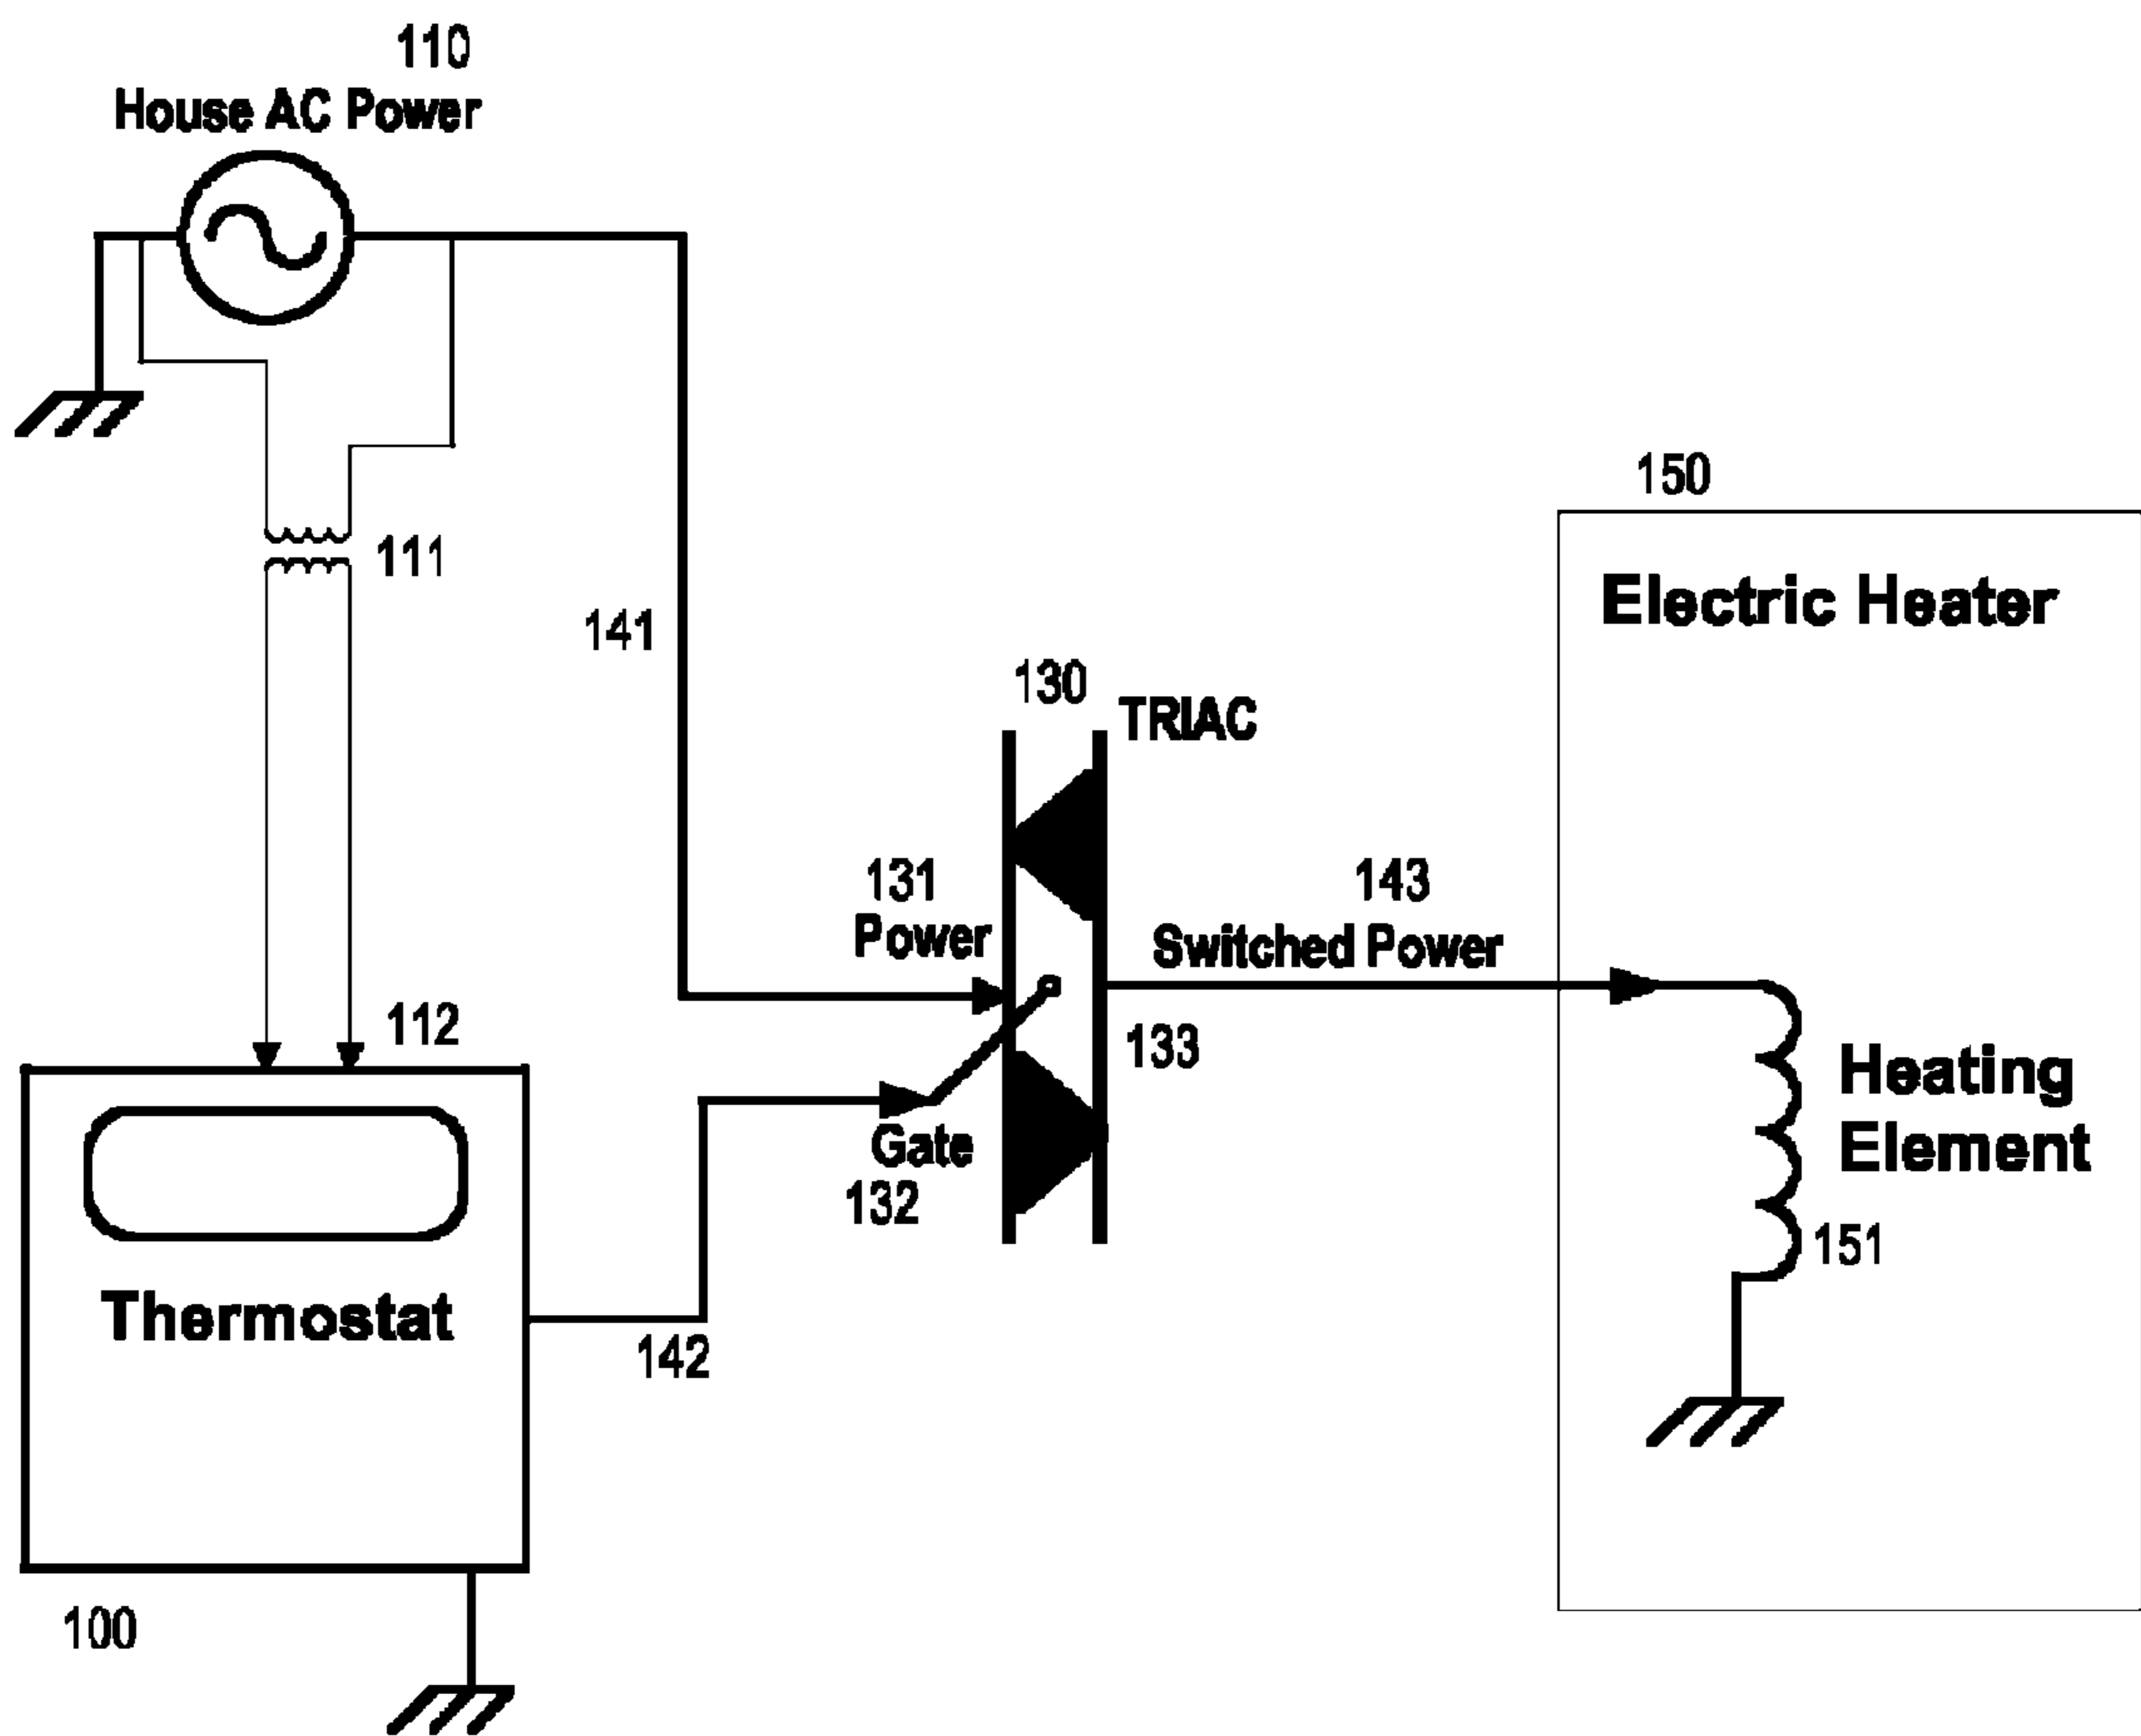 110
House AC Power
111
141
150
Electric Heater
130
TRIAC
131
Power
143
Switched Power
112
133
Heating
Element
Gate
132
151
Thermostat
142
100